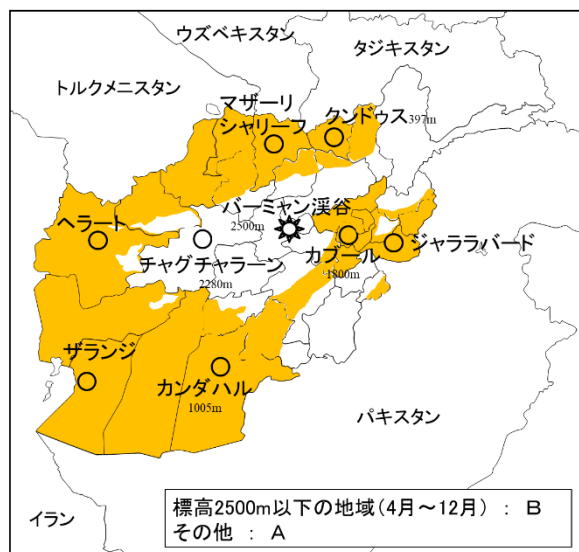 ウズベキスタン
タジキスタン
トルクメニスタン
マザーリ
シャリーフ
クンドゥス397m
バーミャン渓谷
2500m
ヘラート
カブール
1800m
ジャララバード
チャグチャラーン
2280m
ザランジ
カンダハル
1005m
パキスタン
イラン
標高2500m以下の地域(4月~12月) : B
その他 : A